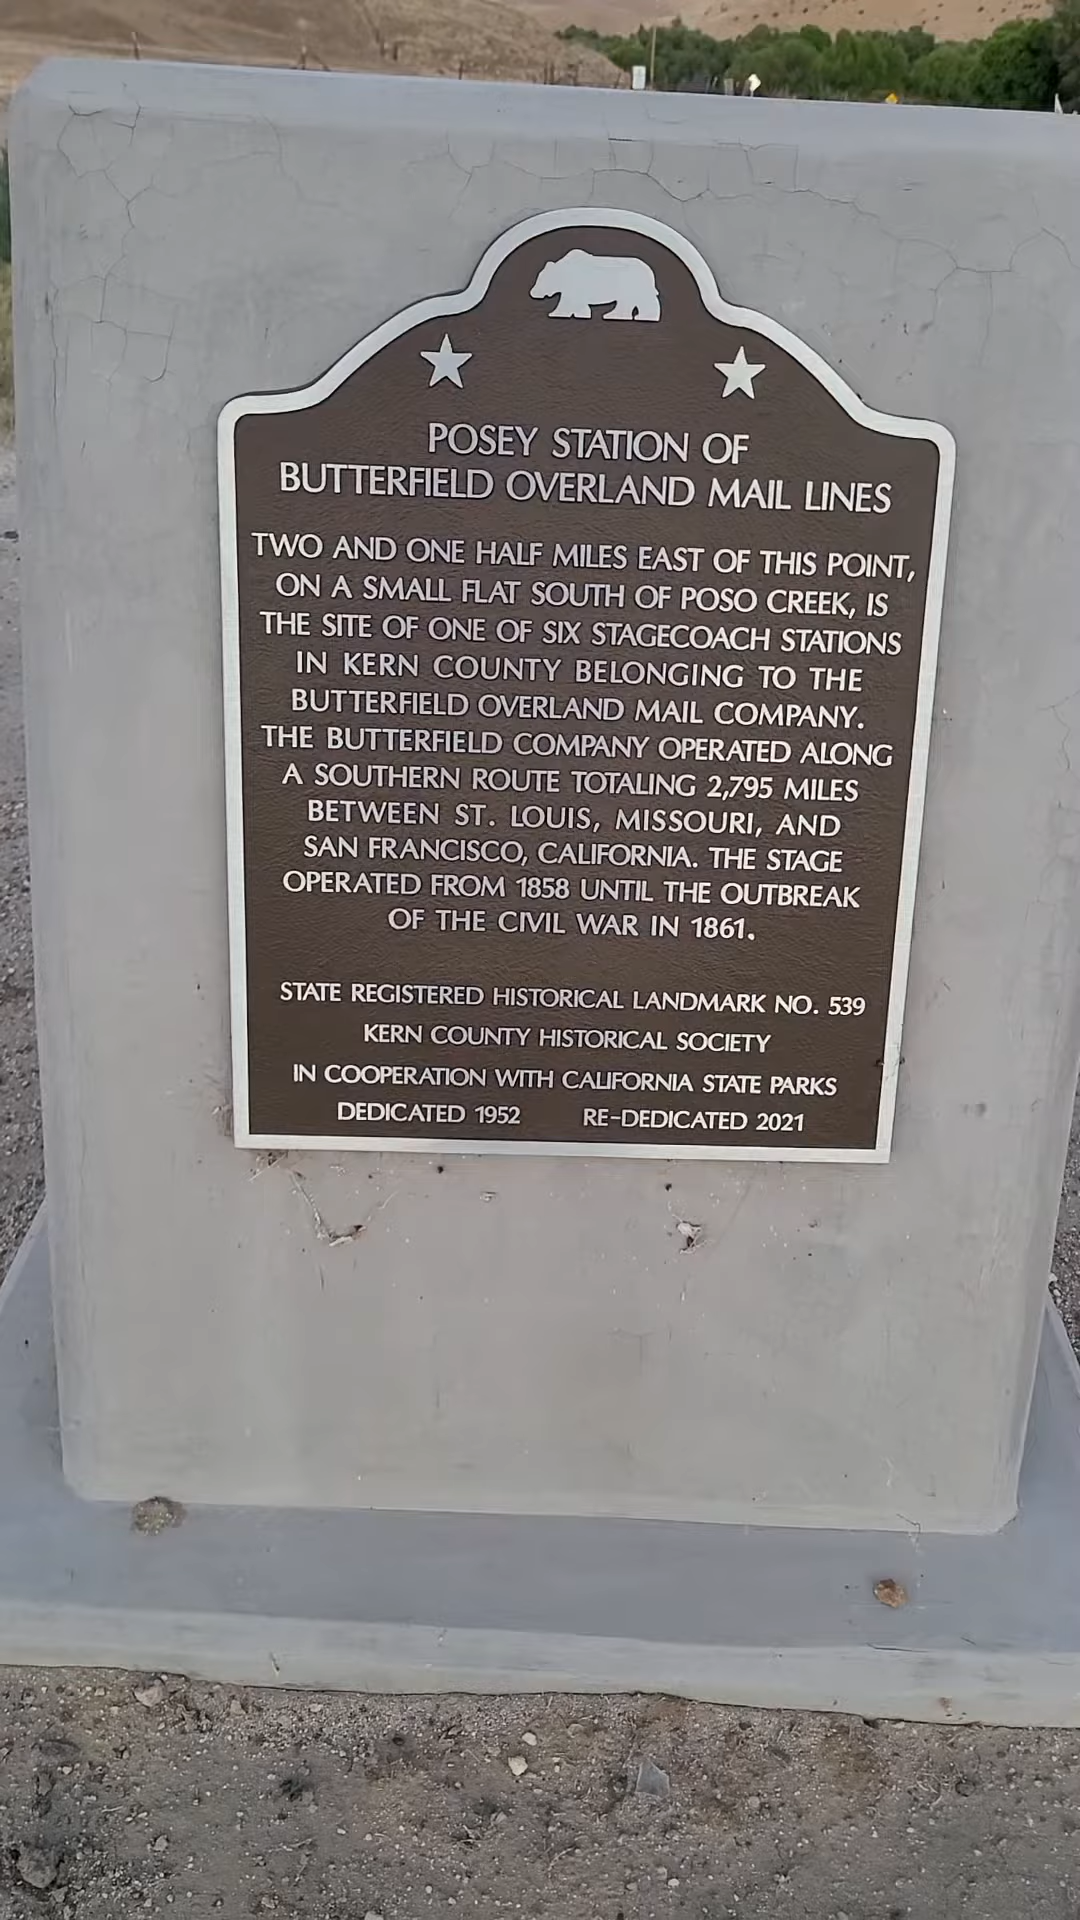 POSEY STATION OF
BUTTERFIELD OVERLAND MAIL LINES
TWO AND ONE HALF MILES EAST OF THIS POINT,
ON A SMALL FLAT SOUTH OF POSO CREEK, IS
THE SITE OF ONE OF SIX STAGECOACH STATIONS
IN KERN COUNTY BELONGING TO THE
BUTTERFIELD OVERLAND MAIL COMPANY.
THE BUTTERFIELD COMPANY OPERATED ALONG
A SOUTHERN ROUTE TOTALING 2,795 MILES
BETWEEN ST. LOUIS, MISSOURI, AND
SAN FRANCISCO, CALIFORNIA. THE STAGE
OPERATED FROM 1858 UNTIL THE OUTBREAK
OF THE CIVIL WAR IN 1861.
STATE REGISTERED HISTORICAL LANDMARK NO. 539
KERN COUNTY HISTORICAL SOCIETY
IN COOPERATION WITH CALIFORNIA STATE PARKS
DEDICATED 1952 RE-DEDICATED 2021